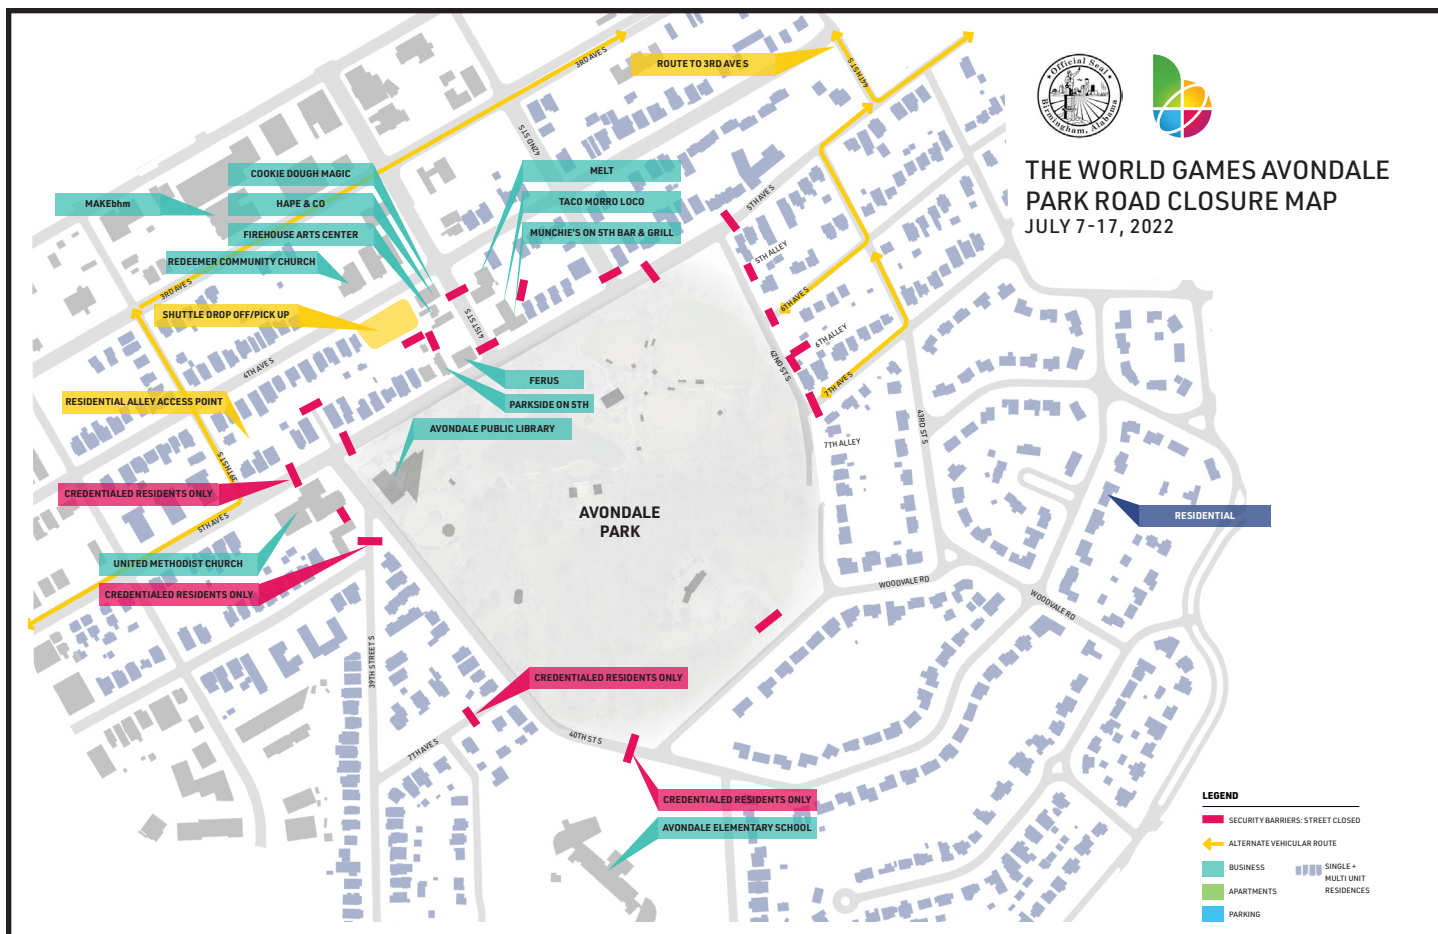 3RD AVE S
ROUTE TO 3RD AVE S
44TH ST S
Official Seal
Birmingham, Alabama
THE WORLD GAMES AVONDALE
PARK ROAD CLOSURE MAP
JULY 7-17, 2022
42ND ST S
COOKIE DOUGH MAGIC
MELT
MAKEbhm
HAPE & CO
TACO MORRO LOCO
5TH AVE S
FIREHOUSE ARTS CENTER
MUNCHIE'S ON 5TH BAR & GRILL
5TH ALLEY
REDEEMER COMMUNITY CHURCH
3RD AVE S
6TH AVE S
SHUTTLE DROP OFF/PICK UP
41ST ST S
6TH ALLEY
4TH AVE S
42ND ST S
FERUS
7TH AVE S
RESIDENTIAL ALLEY ACCESS POINT
PARKSIDE ON 5TH
43RD ST S
AVONDALE PUBLIC LIBRARY
7TH ALLEY
39TH ST S
CREDENTIALED RESIDENTS ONLY
5TH AVE S
AVONDALE
PARK
RESIDENTIAL
UNITED METHODIST CHURCH
CREDENTIALED RESIDENTS ONLY
WOODVALE RD
WOODVALE RD
39TH STREET S
CREDENTIALED RESIDENTS ONLY
40TH ST S
7TH AVE S
CREDENTIALED RESIDENTS ONLY
AVONDALE ELEMENTARY SCHOOL
LEGEND
SECURITY BARRIERS: STREET CLOSED
ALTERNATE VEHICULAR ROUTE
BUSINESS
SINGLE +
MULTI UNIT
RESIDENCES
APARTMENTS
PARKING